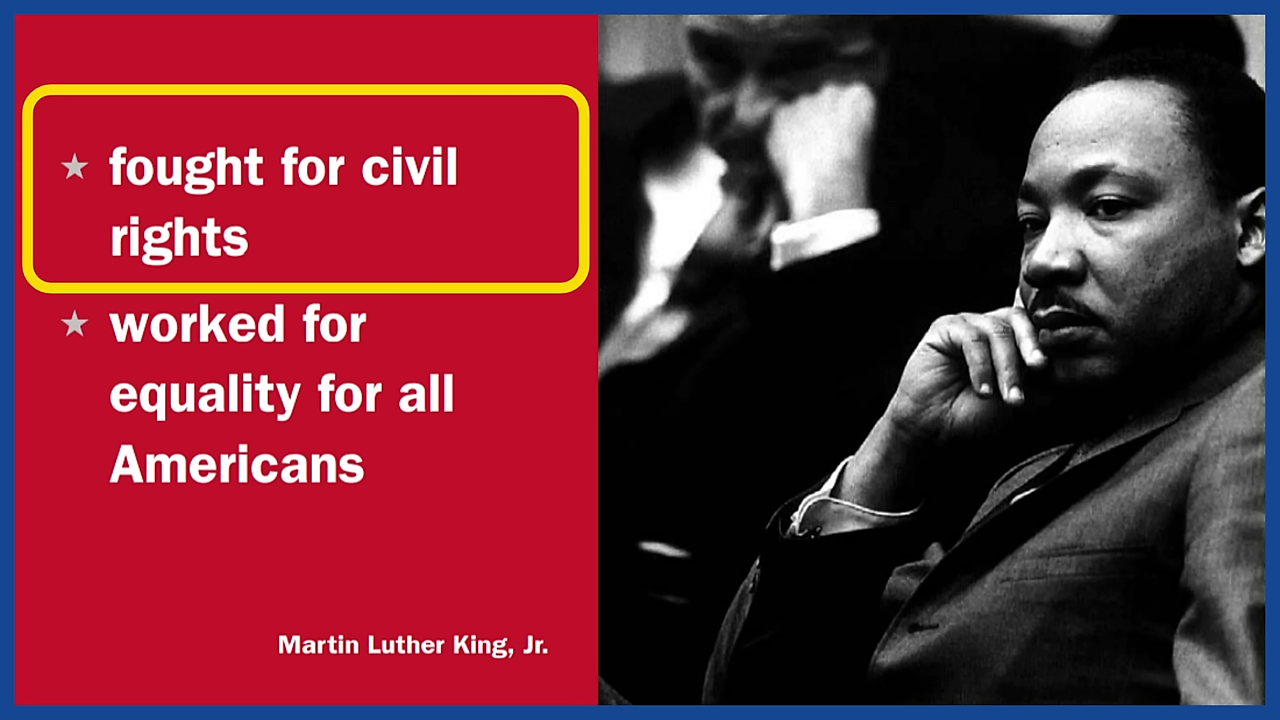 fought for civil
rights
worked for
equality for all
Americans
Martin Luther King, Jr.